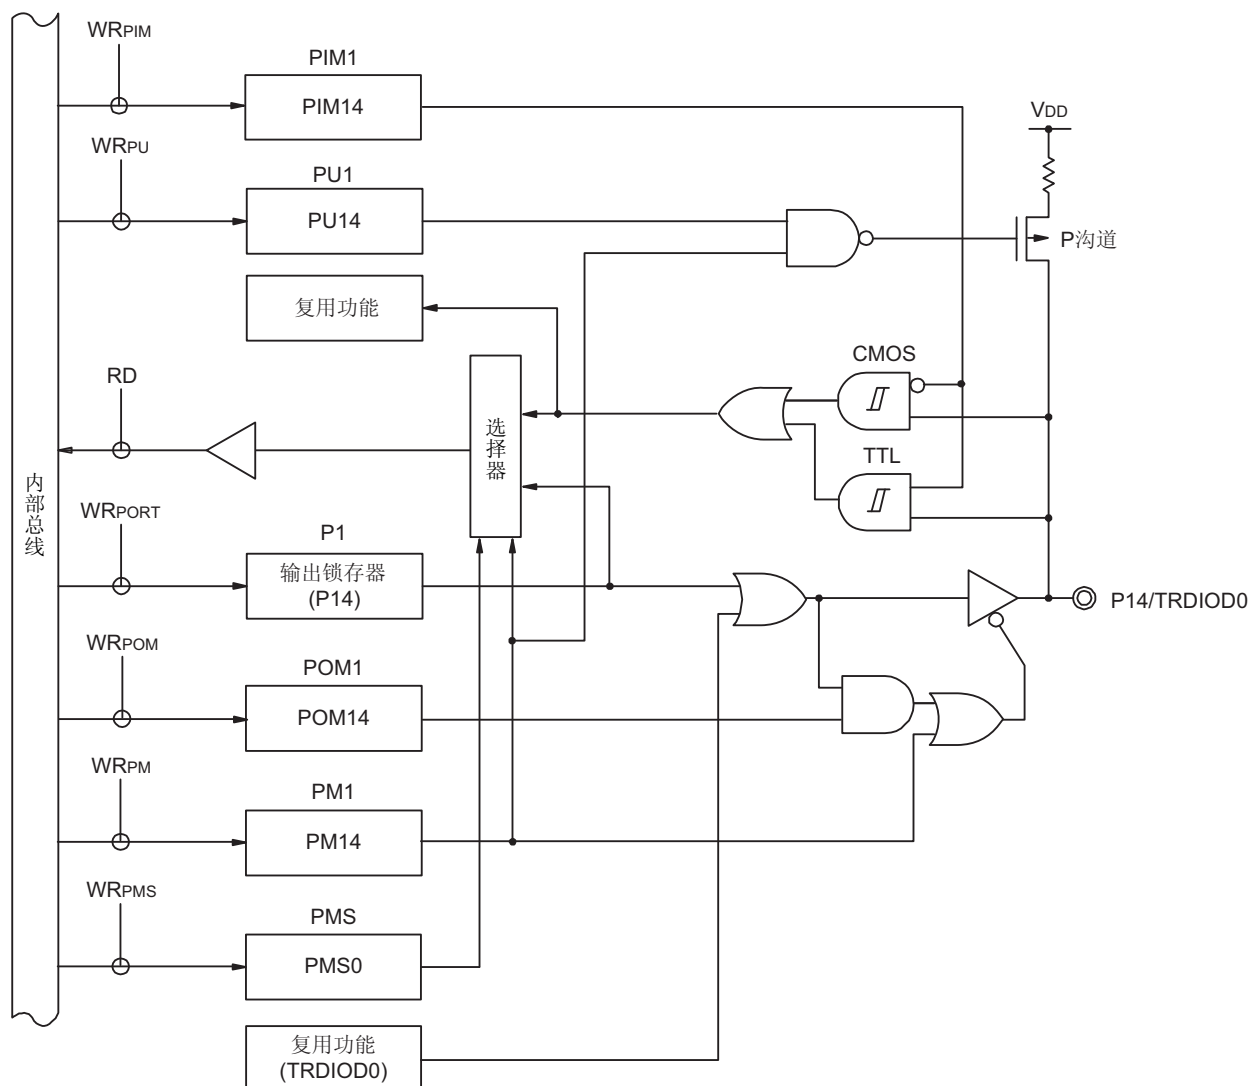 WRPIM
PIM1
PIM14
VDD
WRPU
PU1
PU14
P沟道
复用功能
CMOS
RD
选择器
TTL
内部总线
WRPORT
P1
输出锁存器
(P14)
P14/TRDIOD0
WRPOM
POM1
POM14
WRPM
PM1
PM14
WRPMS
PMS
PMS0
复用功能
(TRDIOD0)